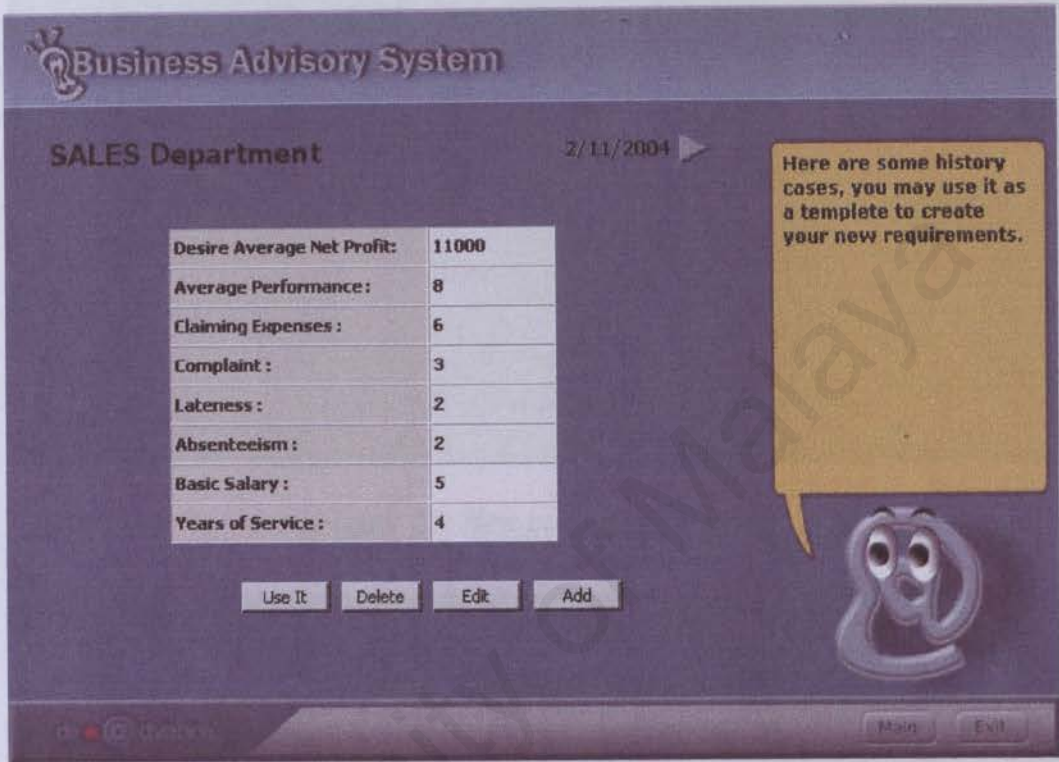 Business Advisory System
SALES Department
2/11/2004
Here are some history
cases, you may use it as
a templete to create
your new requirements.
Desire Average Net Profit: 11000
Average Performance: 8
Claiming Expenses : 6
Complaint : 3
Lateness : 2
Absenteeism : 2
Basic Salary : 5
Years of Service : 4
Use It Delete Edit Add
Main Exit
of Malaya